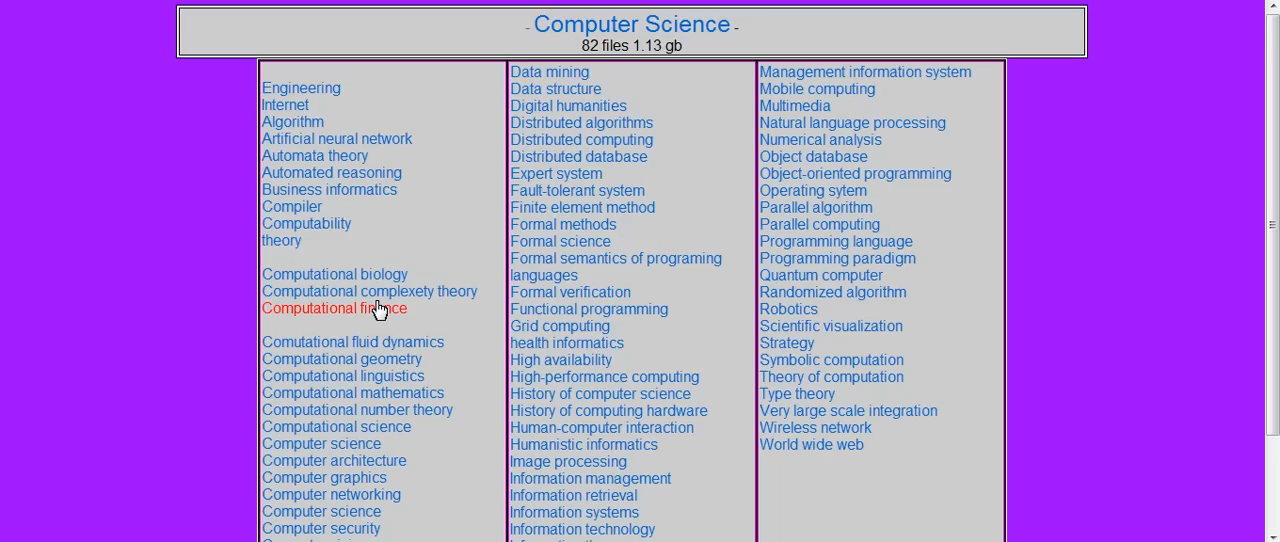 - Computer Science -
82 files 1.13 gb
Engineering
Internet
Algorithm
Artificial neural network
Automata theory
Automated reasoning
Business informatics
Compiler
Computability
theory
Computational biology
Computational complexety theory
Computational finance
Comutational fluid dynamics
Computational geometry
Computational linguistics
Computational mathematics
Computational number theory
Computational science
Computer science
Computer architecture
Computer graphics
Computer networking
Computer science
Computer security
Data mining
Data structure
Digital humanities
Distributed algorithms
Distributed computing
Distributed database
Expert system
Fault-tolerant system
Finite element method
Formal methods
Formal science
Formal semantics of programing
languages
Formal verification
Functional programming
Grid computing
health informatics
High availability
High-performance computing
History of computer science
History of computing hardware
Human-computer interaction
Humanistic informatics
Image processing
Information management
Information retrieval
Information systems
Information technology
Management information system
Mobile computing
Multimedia
Natural language processing
Numerical analysis
Object database
Object-oriented programming
Operating sytem
Parallel algorithm
Parallel computing
Programming language
Programming paradigm
Quantum computer
Randomized algorithm
Robotics
Scientific visualization
Strategy
Symbolic computation
Theory of computation
Type theory
Very large scale integration
Wireless network
World wide web